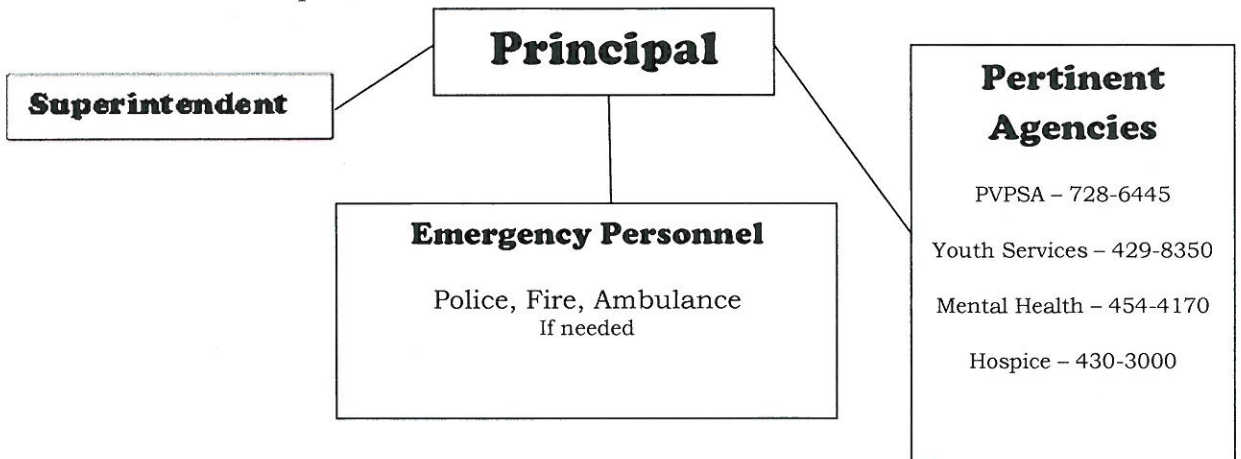 Principal
Superintendent
Emergency Personnel
Police, Fire, Ambulance
If needed
Pertinent
Agencies
PVPSA – 728-6445
Youth Services – 429-8350
Mental Health – 454-4170
Hospice – 430-3000